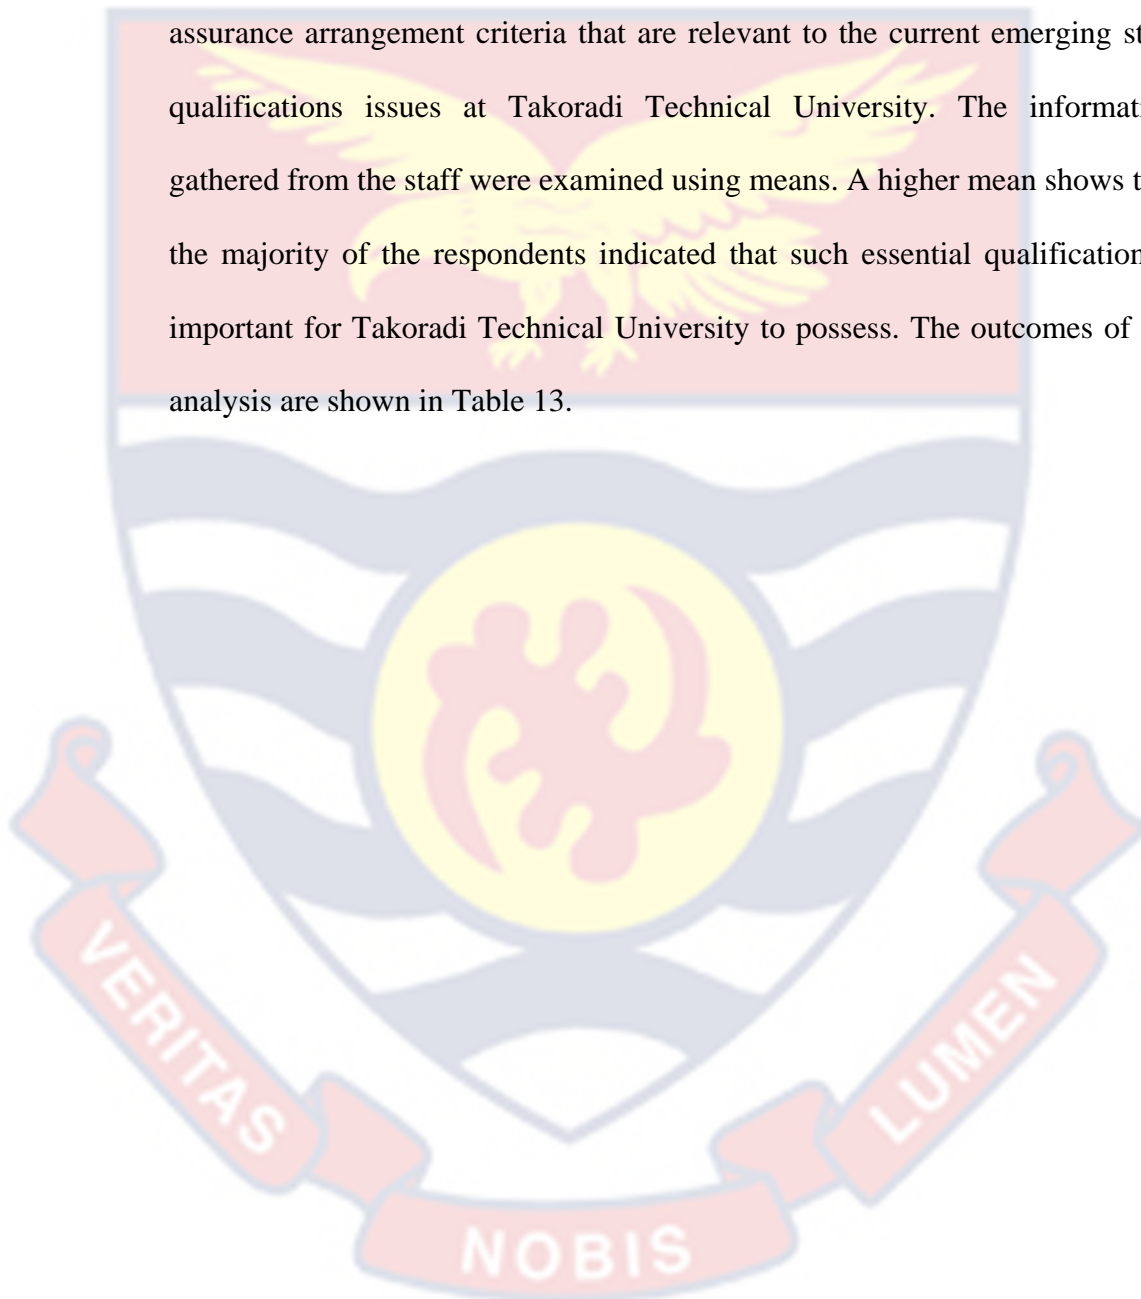 assurance arrangement criteria that are relevant to the current emerging
qualifications issues at Takoradi Technical University. The
gathered from the staff were examined using means. A higher mean shows
the majority of the respondents indicated that such essential
important for Takoradi Technical University to possess. The outcomes of
analysis are shown in Table 13.
VERITAS
NOBIS
LUMEN